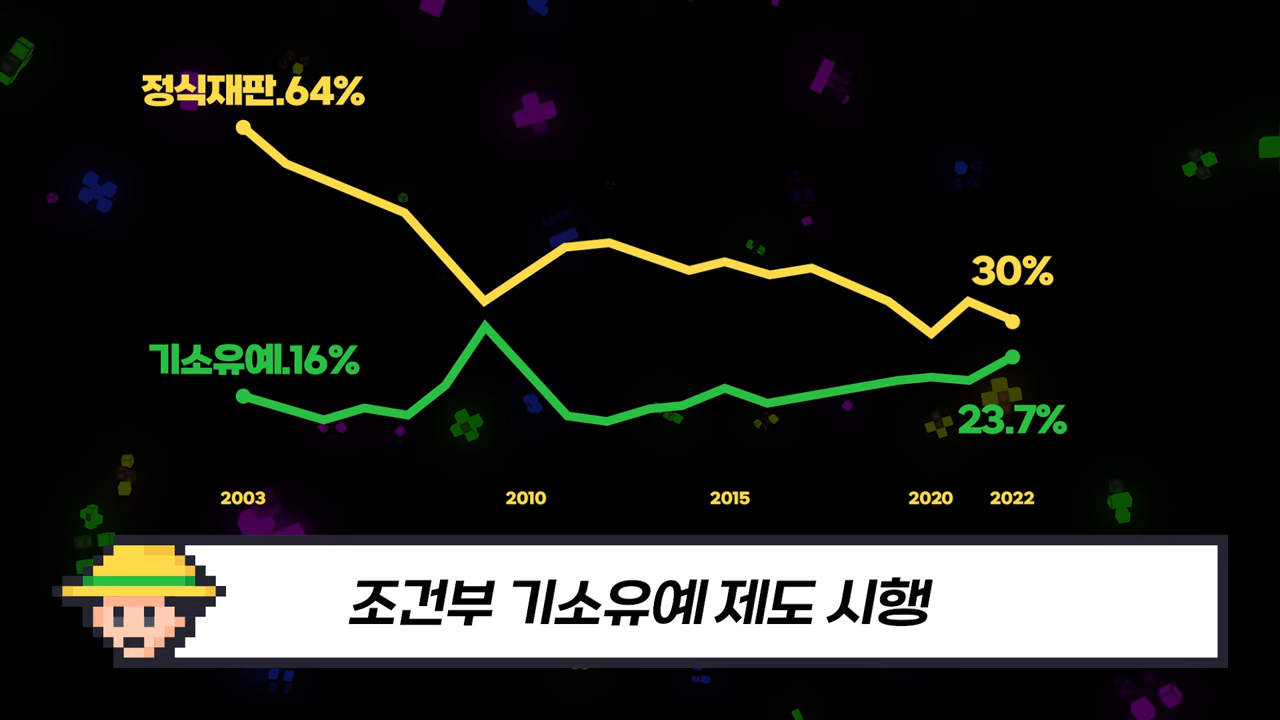 정식재판.64%
30%
기소유예.16%
23.7%
2003 2010 2015 2020 2022
조건부 기소유예 제도 시행